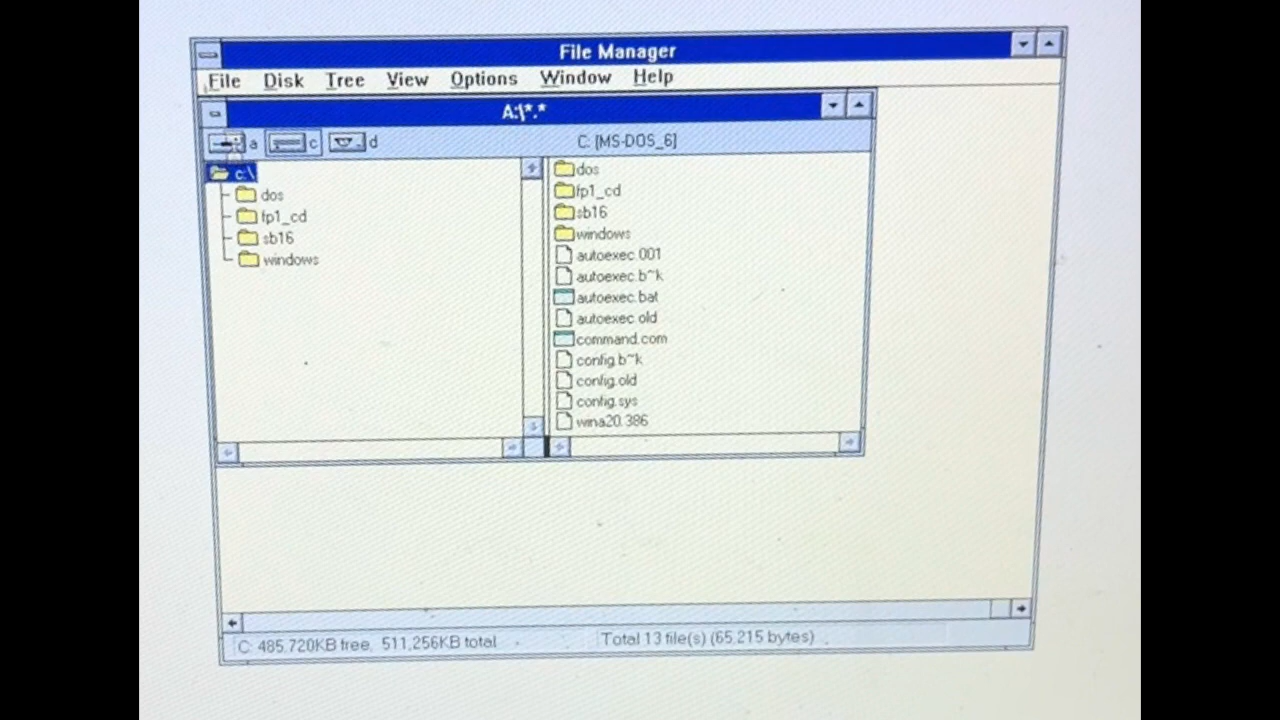 File Manager
File Disk Tree View Options Window Help
A:\*.*
a c d C: [MS-DOS_6]
c:\
dos
fp1_cd
sb16
windows
dos
fp1_cd
sb16
windows
autoexec.001
autoexec.b~k
autoexec.bat
autoexec.old
command.com
config.b~k
config.old
config.sys
wina20.386
C: 485,720KB free, 511,256KB total
Total 13 file(s) (65,215 bytes)